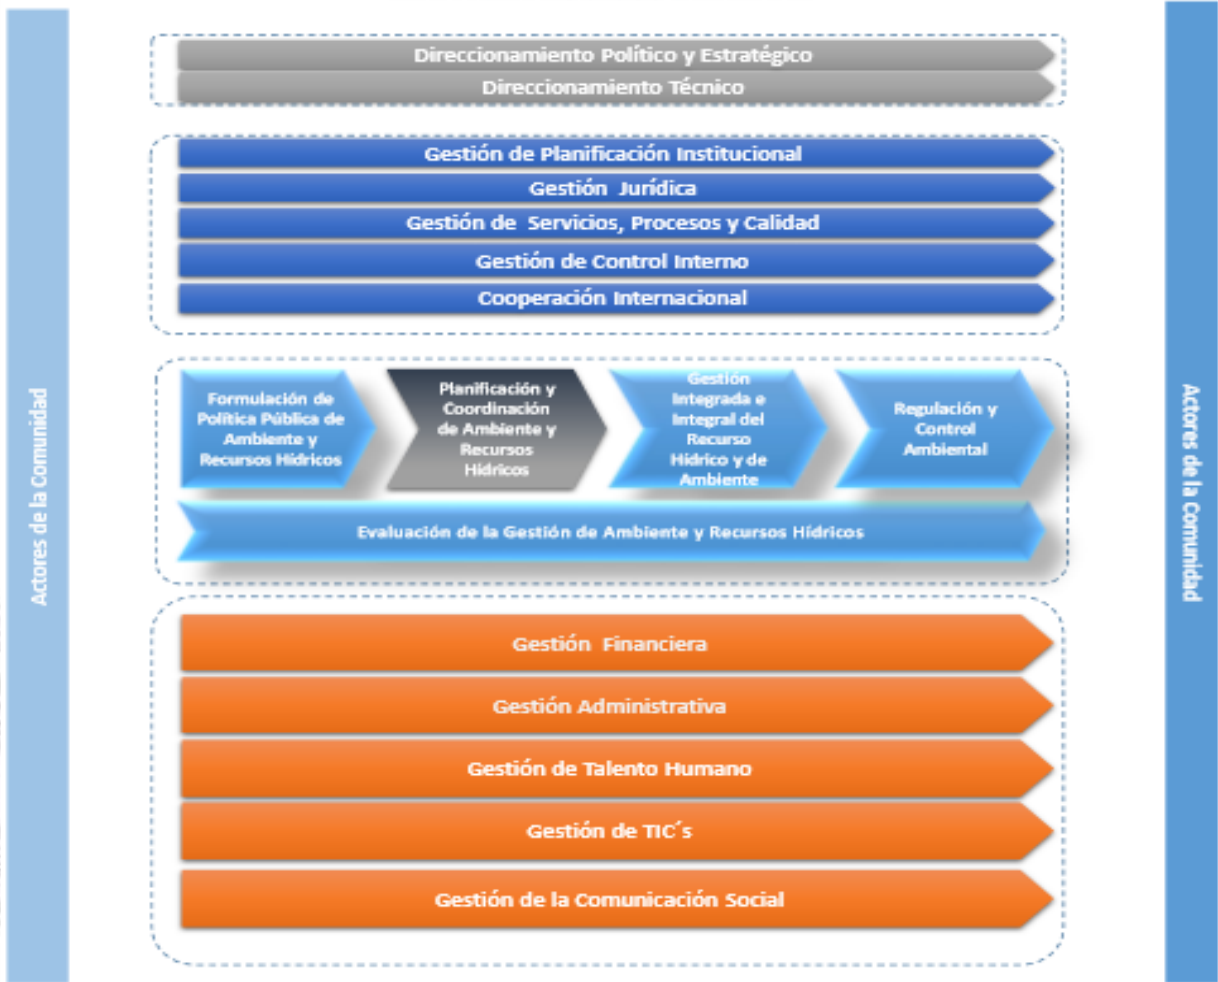 Actores de la Comunidad
Direccionamiento Político y Estratégico
Direccionamiento Técnico
Gestión de Planificación Institucional
Gestión Jurídica
Gestión de Servicios, Procesos y Calidad
Gestión de Control Interno
Cooperación Internacional
Formulación de
Política Pública de
Ambiente y
Recursos Hídricos
Planificación y
Coordinación
de Ambiente y
Recursos
Hídricos
Gestión
Integrada e
Integral del
Recurso
Hídrico y de
Ambiente
Regulación y
Control
Ambiental
Evaluación de la Gestión de Ambiente y Recursos Hídricos
Gestión Financiera
Gestión Administrativa
Gestión de Talento Humano
Gestión de TIC´s
Gestión de la Comunicación Social
Actores de la Comunidad